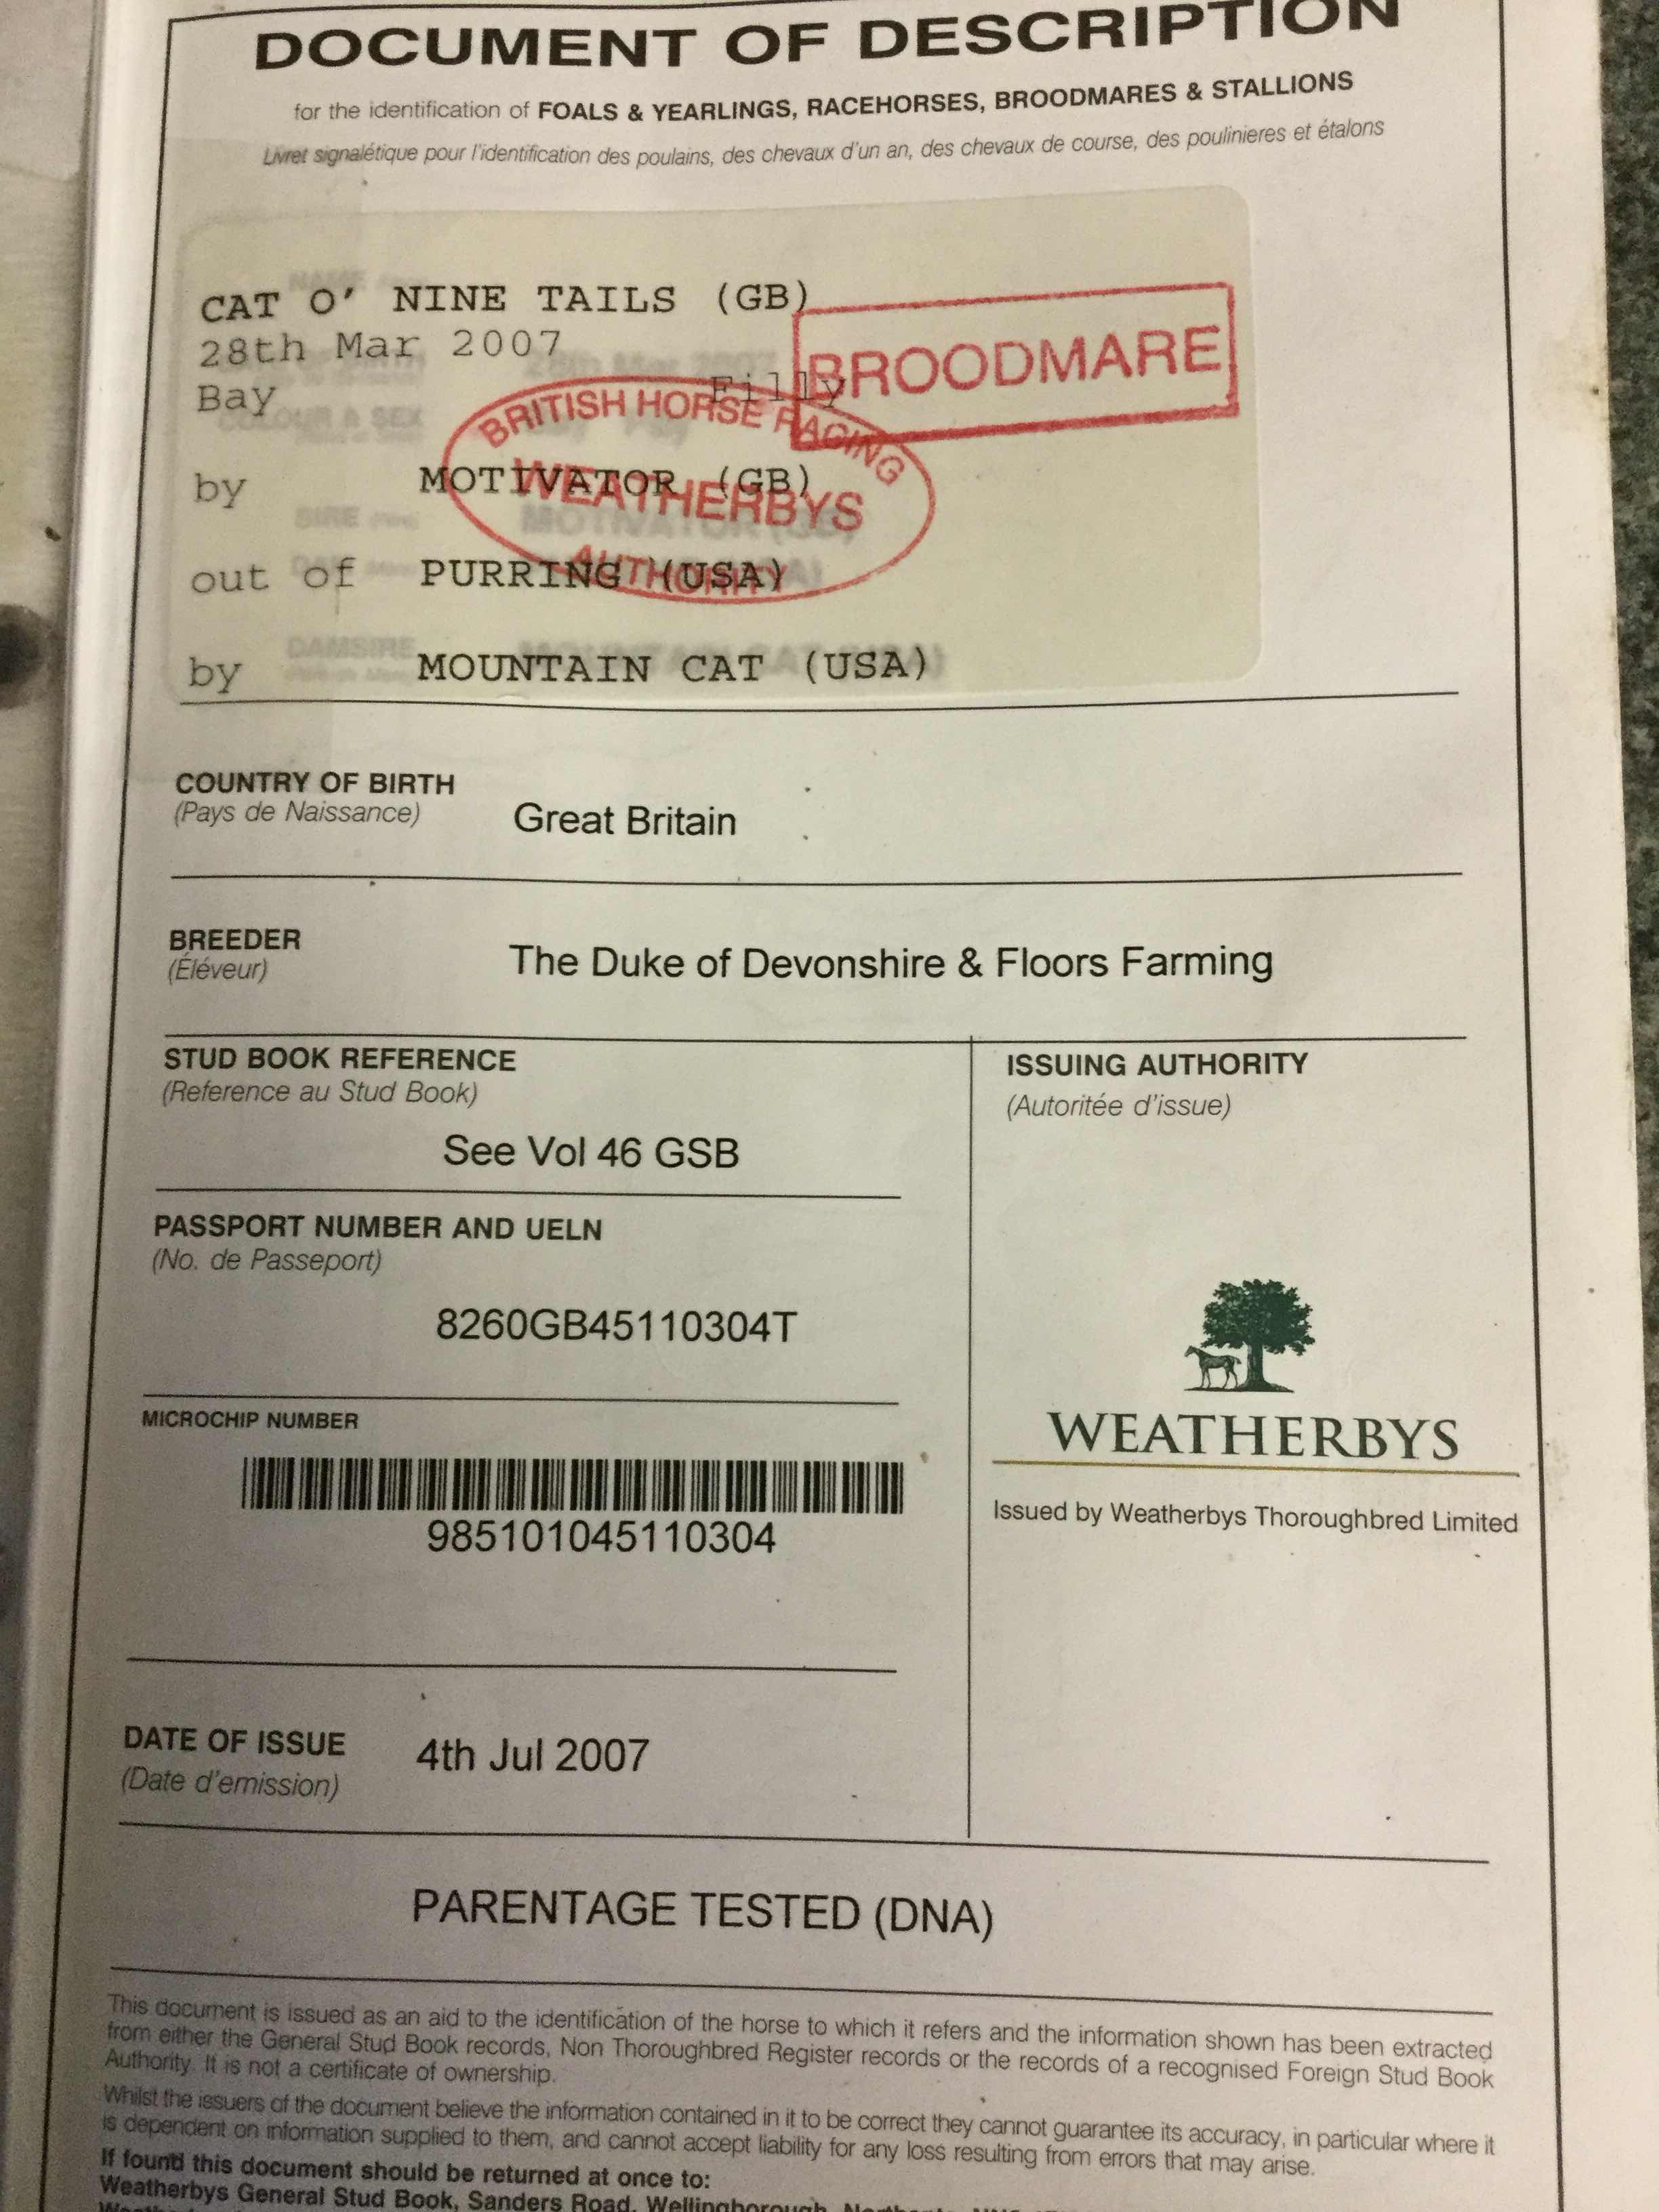 DOCUMENT OF DESCRIPTION
for the identification of FOALS & YEARLINGS, RACEHORSES, BROODMARES & STALLIONS
Livret signalétique pour l'identification des poulains, des chevaux d'un an, des chevaux de course, des poulinieres et étalons
CAT O' NINE TAILS (GB)
28th Mar 2007
Bay Filly
BROODMARE
BRITISH HORSE RACING
WEATHERBYS
AUTHORITY
by MOTIVATOR (GB)
out of PURRING (USA)
by MOUNTAIN CAT (USA)
COUNTRY OF BIRTH
(Pays de Naissance)
Great Britain
BREEDER
(Éléveur)
The Duke of Devonshire & Floors Farming
STUD BOOK REFERENCE
(Reference au Stud Book)
See Vol 46 GSB
PASSPORT NUMBER AND UELN
(No. de Passeport)
8260GB45110304T
MICROCHIP NUMBER
985101045110304
ISSUING AUTHORITY
(Autoritée d'issue)
WEATHERBYS
Issued by Weatherbys Thoroughbred Limited
DATE OF ISSUE
(Date d'emission)
4th Jul 2007
PARENTAGE TESTED (DNA)
This document is issued as an aid to the identification of the horse to which it refers and the information shown has been extracted
from either the General Stud Book records, Non Thoroughbred Register records or the records of a recognised Foreign Stud Book
Authority. It is not a certificate of ownership.
Whilst the issuers of the document believe the information contained in it to be correct they cannot guarantee its accuracy, in particular where it
is dependent on information supplied to them, and cannot accept liability for any loss resulting from errors that may arise.
If found this document should be returned at once to:
Weatherbys General Stud Book, Sanders Road, Wellingborough,